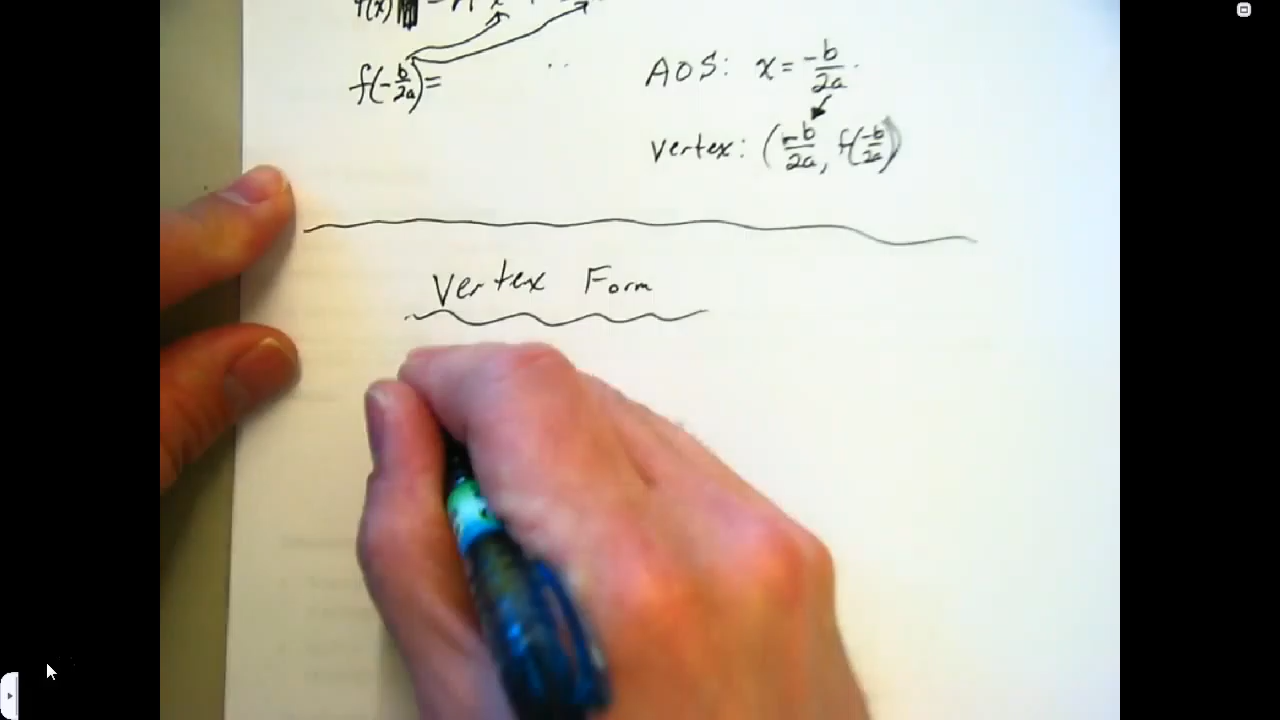 f(x)
f(-b/2a)=
AOS: x = -b/2a
vertex: (-b/2a, f(-b/2a))
Vertex Form